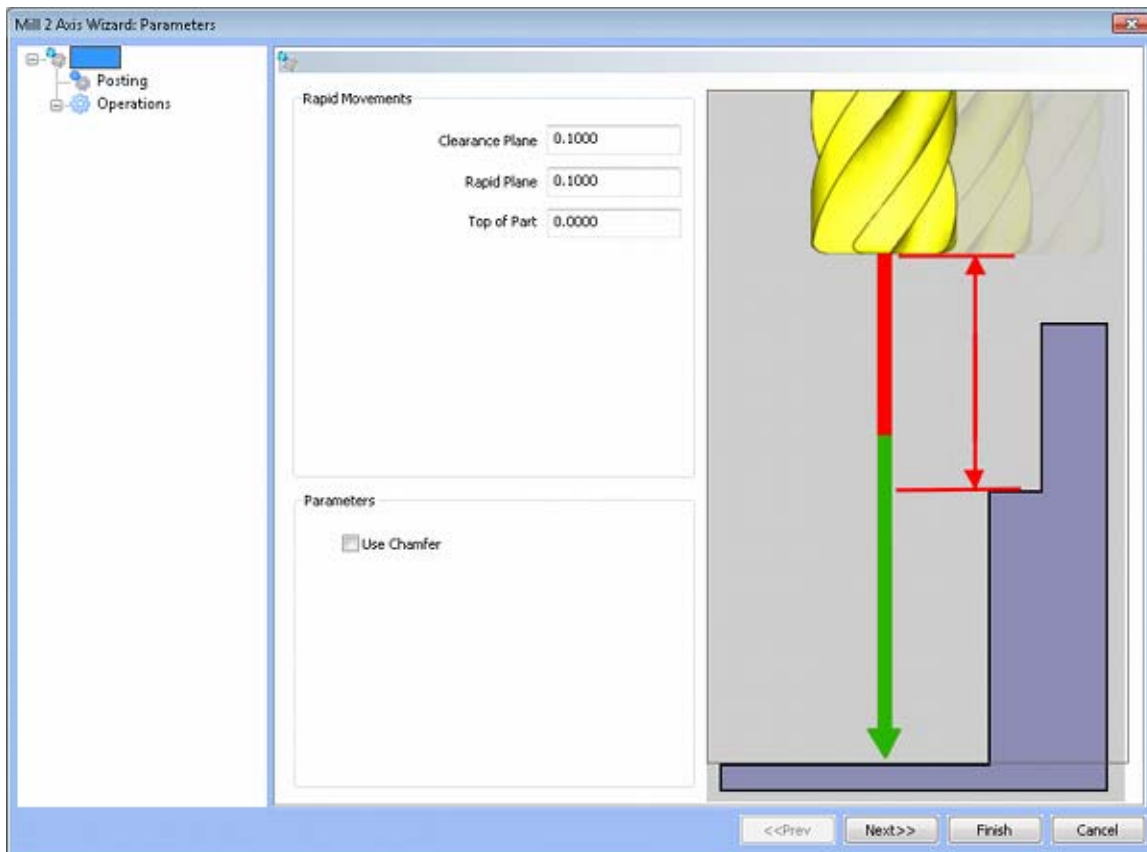 Mill 2 Axis Wizard: Parameters
Posting
Operations
Rapid Movements
Clearance Plane 0.1000
Rapid Plane 0.1000
Top of Part 0.0000
Parameters
Use Chamfer
<<Prev Next>> Finish Cancel